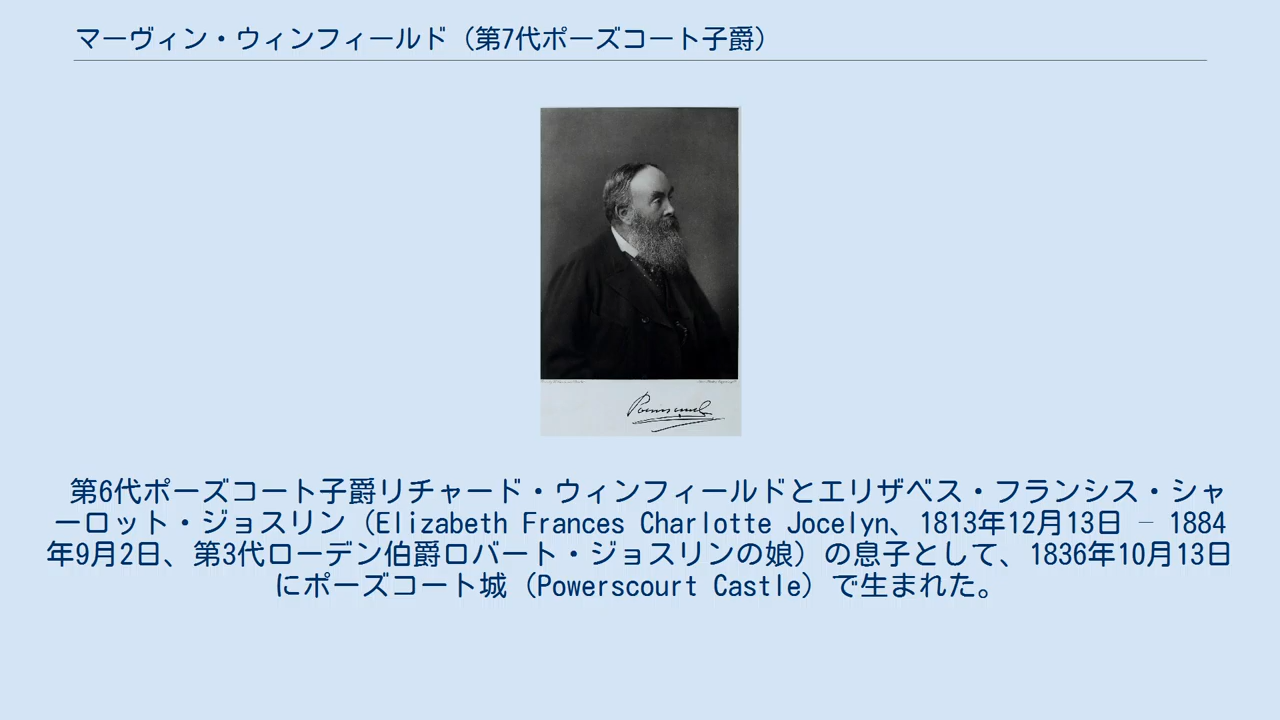 マーヴィン・ウィンフィールド（第7代ポーズコート子爵）
Powerscourt
第6代ポーズコート子爵リチャード・ウィンフィールドとエリザベス・フランシス・シャ
ーロット・ジョスリン（Elizabeth Frances Charlotte Jocelyn、1813年12月13日 – 1884
年9月2日、第3代ローデン伯爵ロバート・ジョスリンの娘）の息子として、1836年10月13日
にポーズコート城（Powerscourt Castle）で生まれた。